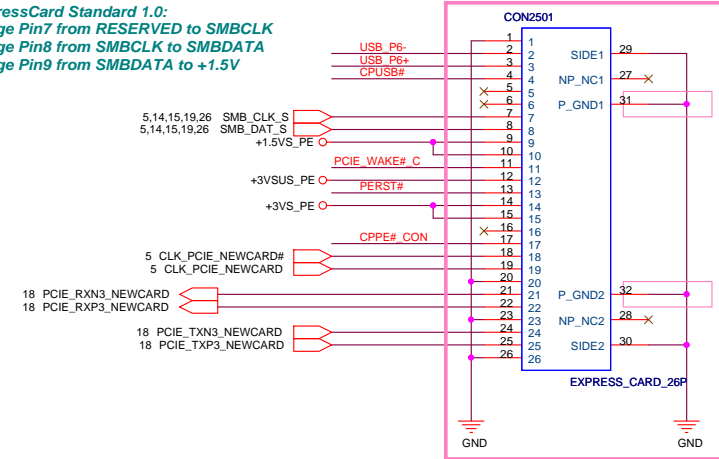 ressCard Standard 1.0:
ge Pin7 from RESERVED to SMBCLK
ge Pin8 from SMBCLK to SMBDATA
ge Pin9 from SMBDATA to +1.5V
CON2501
1 1
USB_P6- 2 2 SIDE1 29
USB_P6+ 3 3
CPUSB# 4 4 NP_NC1 27
5 5
6 6 P_GND1 31
5,14,15,19,26 SMB_CLK_S 7 7
5,14,15,19,26 SMB_DAT_S 8 8
+1.5VS_PE 9 9
10 10
PCIE_WAKE#_C 11 11
+3VSUS_PE 12 12
PERST# 13 13
+3VS_PE 14 14
15 15
16 16
CPPE#_CON 17 17
5 CLK_PCIE_NEWCARD# 18 18
5 CLK_PCIE_NEWCARD 19 19
20 20
18 PCIE_RXN3_NEWCARD 21 21 P_GND2 32
18 PCIE_RXP3_NEWCARD 22 22
23 23 NP_NC2 28
18 PCIE_TXN3_NEWCARD 24 24
18 PCIE_TXP3_NEWCARD 25 25 SIDE2 30
26 26
EXPRESS_CARD_26P
GND GND